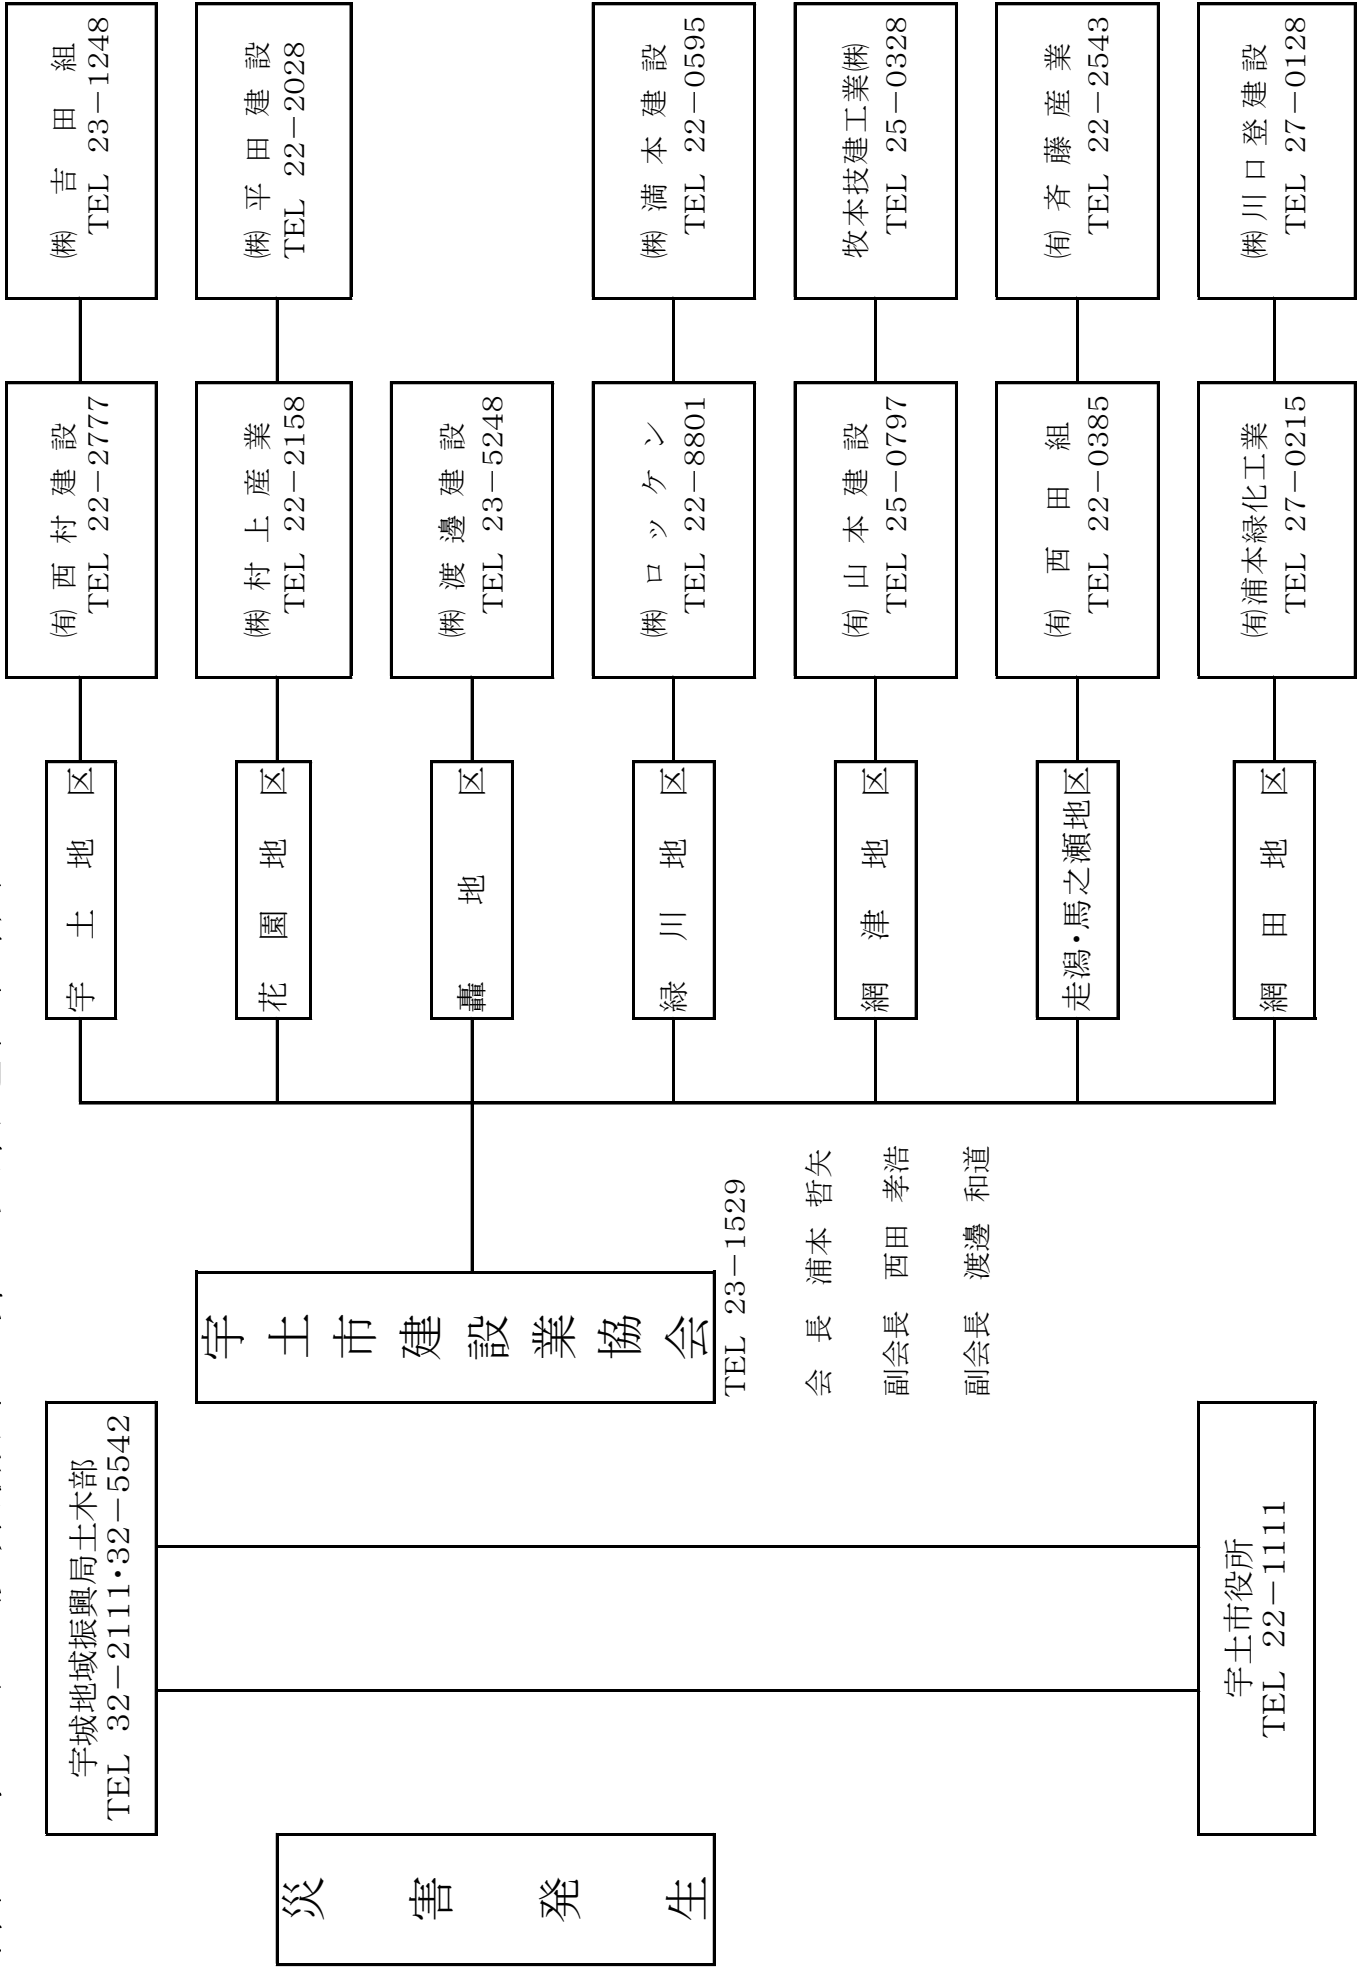 災害発生
宇城地域振興局土木部
TEL 32－2111・32－5542
宇土市役所
TEL 22－1111
宇土市建設業協会
TEL 23－1529
会長 浦本 哲矢
副会長 西田 孝浩
副会長 渡邊 和道
宇土地区
㈲西村建設
TEL 22－2777
㈱吉田組
TEL 23－1248
花園地区
㈱村上産業
TEL 22－2158
㈱平田建設
TEL 22－2028
轟地区
㈱渡邊建設
TEL 23－5248
緑川地区
㈱ロッケン
TEL 22－8801
㈱満本建設
TEL 22－0595
網津地区
㈲山本建設
TEL 25－0797
牧本技建工業㈱
TEL 25－0328
走潟・馬之瀬地区
㈲西田組
TEL 22－0385
㈲斉藤産業
TEL 22－2543
網田地区
㈲浦本緑化工業
TEL 27－0215
㈱川口登建設
TEL 27－0128